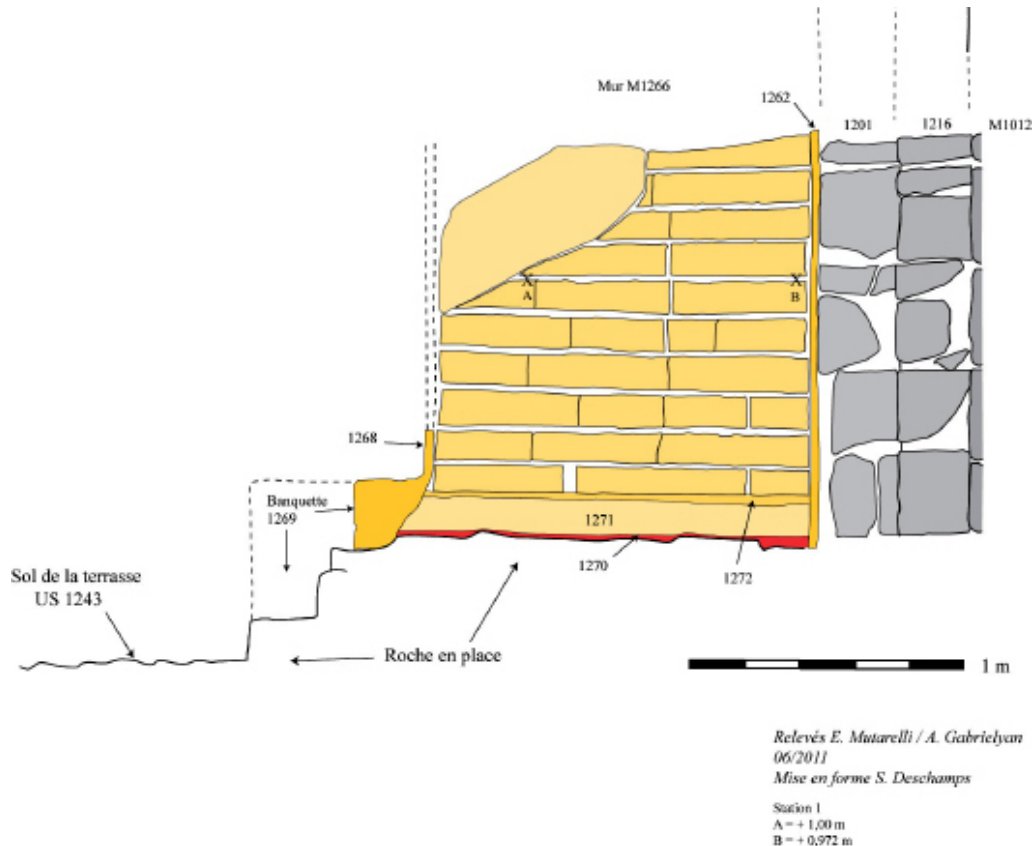 Mur M1266
1262
1201
1216
M1012
X
A
X
B
1268
Banquette
1269
1271
1270
1272
Sol de la terrasse
US 1243
Roche en place
1 m
Relevés E. Mutarelli / A. Gabrielyan
06/2011
Mise en forme S. Deschamps
Station 1
A = + 1,00 m
B = + 0,972 m